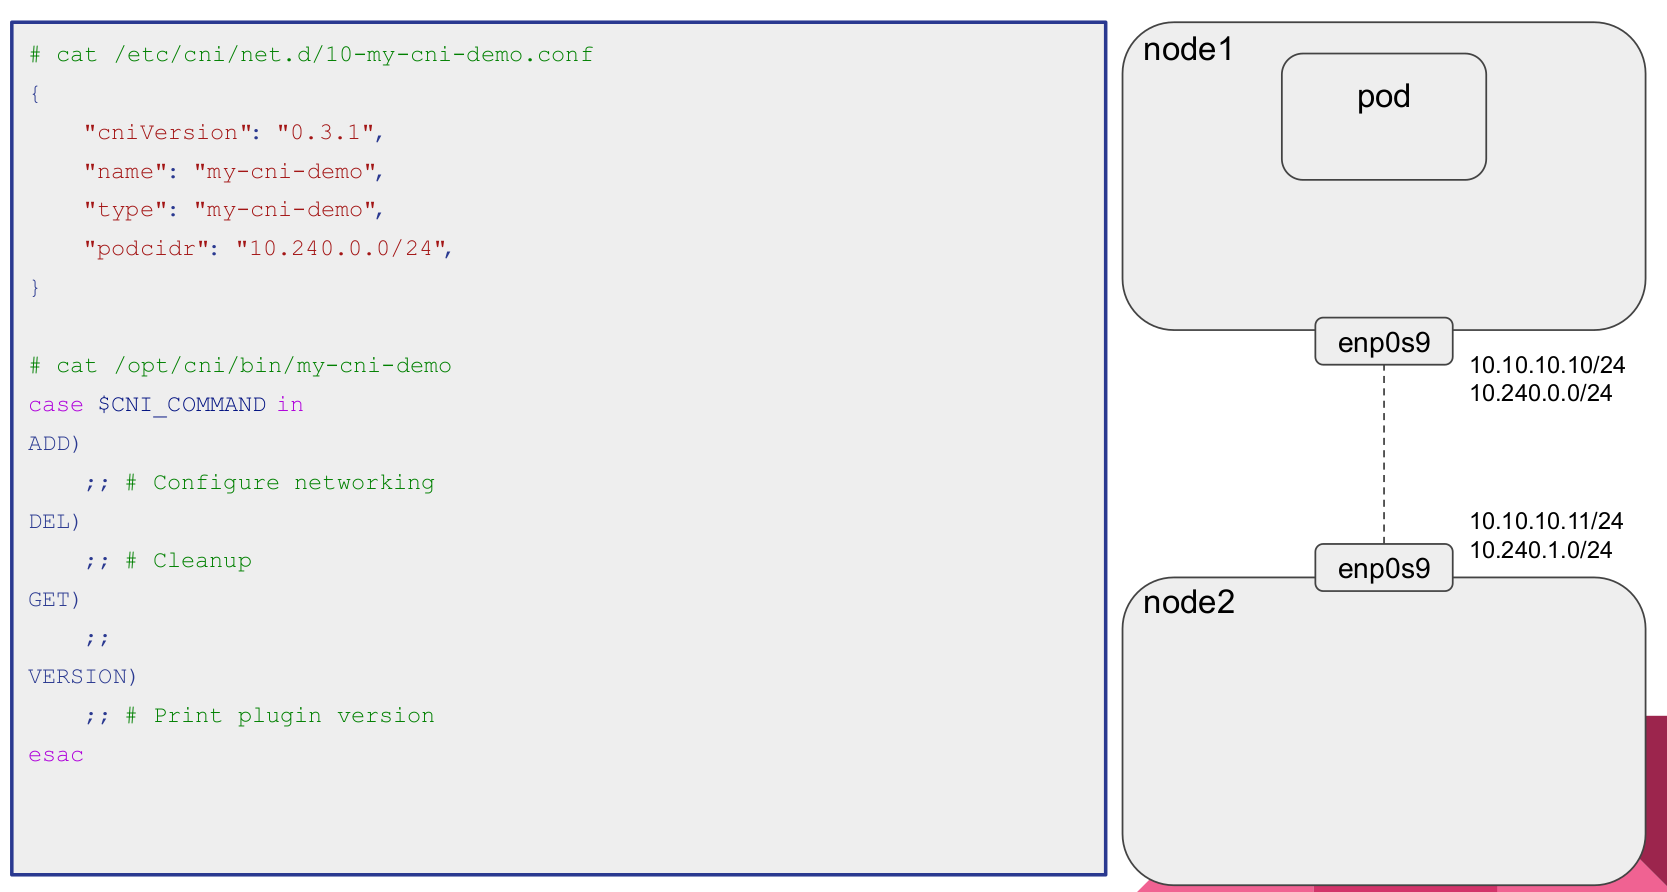 # cat /etc/cni/net.d/10-my-cni-demo.conf
{
    "cniVersion": "0.3.1",
    "name": "my-cni-demo",
    "type": "my-cni-demo",
    "podcidr": "10.240.0.0/24",
}
# cat /opt/cni/bin/my-cni-demo
case $CNI_COMMAND in
ADD)
    ;; # Configure networking
DEL)
    ;; # Cleanup
GET)
    ;;
VERSION)
    ;; # Print plugin version
esac
node1
pod
enp0s9
10.10.10.10/24
10.240.0.0/24
10.10.10.11/24
10.240.1.0/24
enp0s9
node2